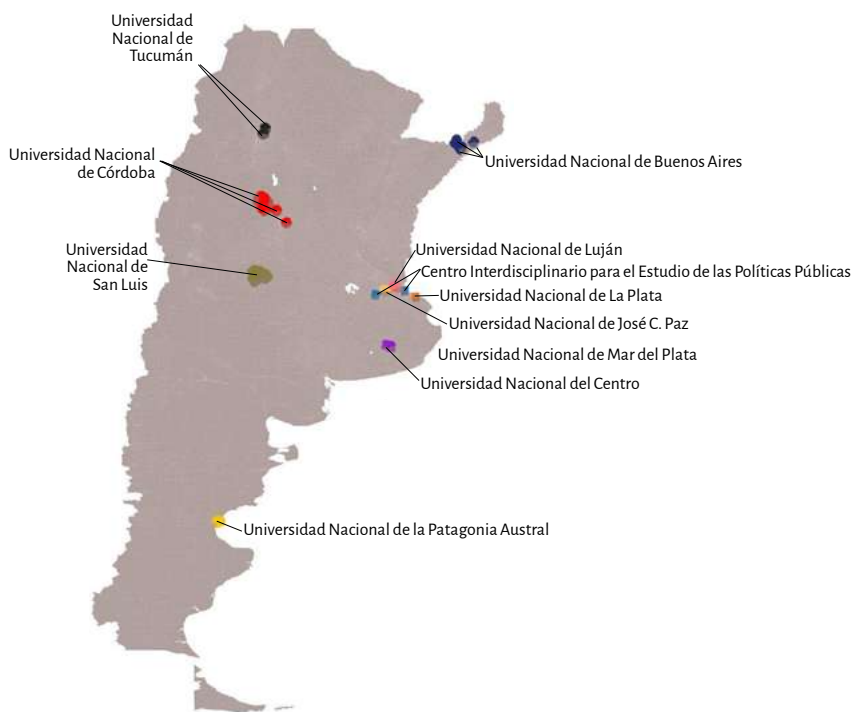 Universidad
Nacional de
Tucumán
Universidad Nacional
de Córdoba
Universidad Nacional de Buenos Aires
Universidad
Nacional de
San Luis
Universidad Nacional de Luján
Centro Interdisciplinario para el Estudio de las Políticas Públicas
Universidad Nacional de La Plata
Universidad Nacional de José C. Paz
Universidad Nacional de Mar del Plata
Universidad Nacional del Centro
Universidad Nacional de la Patagonia Austral